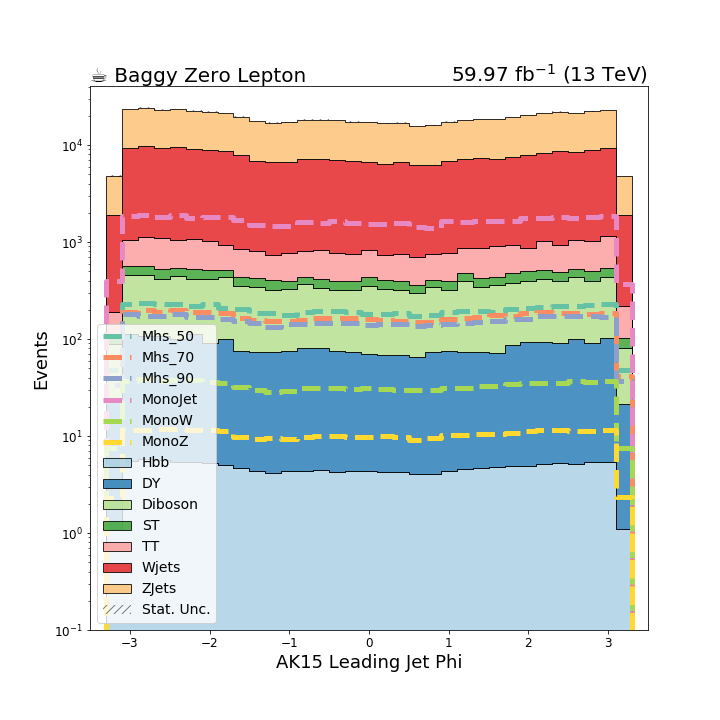 ☕ Baggy Zero Lepton
59.97 fb⁻¹ (13 TeV)
Events
10⁴
10³
10²
10¹
10⁰
10⁻¹
Mhs_50
Mhs_70
Mhs_90
MonoJet
MonoW
MonoZ
Hbb
DY
Diboson
ST
TT
Wjets
ZJets
Stat. Unc.
−3 −2 −1 0 1 2 3
AK15 Leading Jet Phi